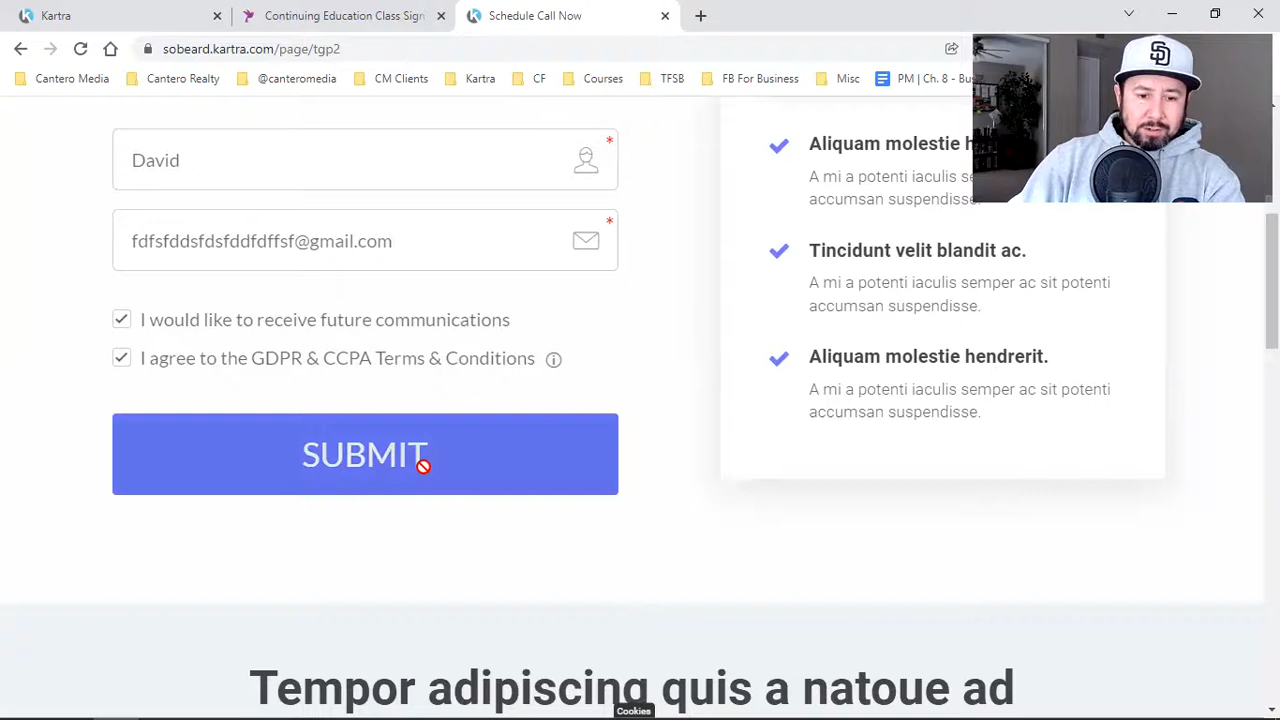 Kartra
Continuing Education Class Sign
Schedule Call Now
sobeard.kartra.com/page/tgp2
Cantero Media
Cantero Realty
@canteromedia
CM Clients
Kartra
CF
Courses
TFSB
FB For Business
Misc
PM | Ch. 8 - Bus
SD
David
*
fdfsfddsfdsfddfdffsf@gmail.com
*
I would like to receive future communications
I agree to the GDPR & CCPA Terms & Conditions
SUBMIT
Aliquam molestie h
A mi a potenti iaculis se
accumsan suspendisse.
Tincidunt velit blandit ac.
A mi a potenti iaculis semper ac sit potenti
accumsan suspendisse.
Aliquam molestie hendrerit.
A mi a potenti iaculis semper ac sit potenti
accumsan suspendisse.
Tempor adipiscing quis a natoue ad
Cookies